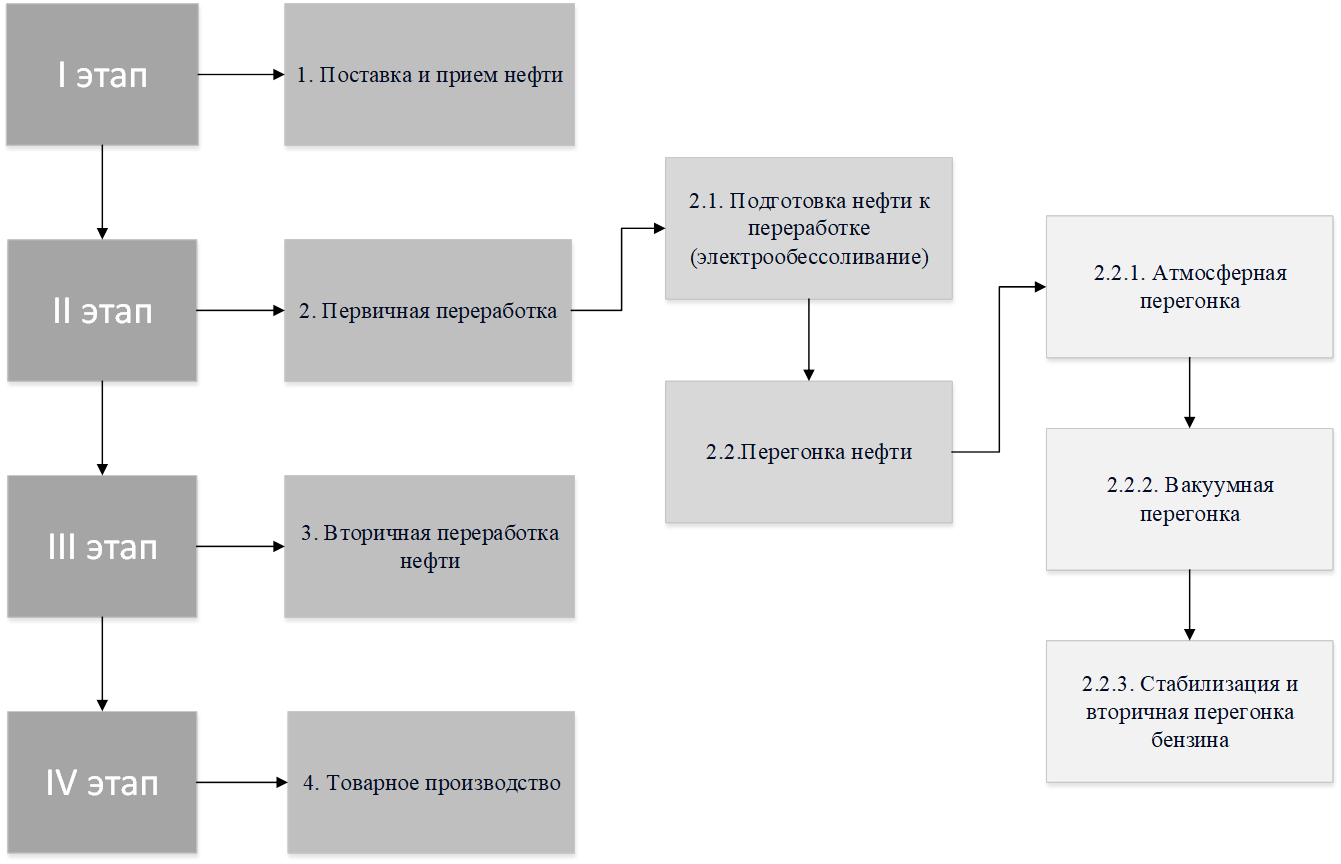 I этап
1. Поставка и прием нефти
II этап
2. Первичная переработка
2.1. Подготовка нефти к
переработке
(электрообессоливание)
2.2.Перегонка нефти
2.2.1. Атмосферная
перегонка
2.2.2. Вакуумная
перегонка
2.2.3. Стабилизация и
вторичная перегонка
бензина
III этап
3. Вторичная переработка
нефти
IV этап
4. Товарное производство